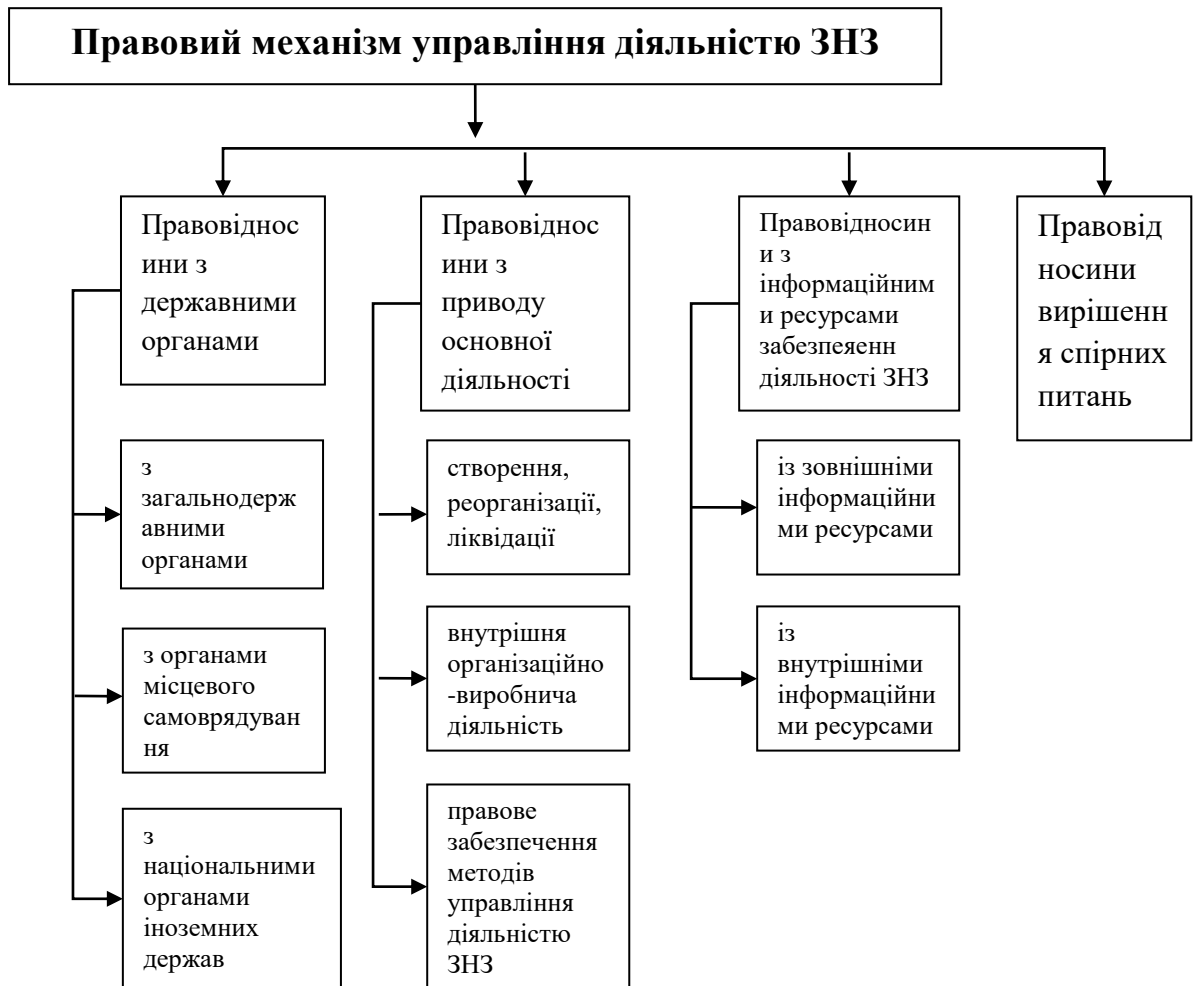 Правовий механізм управління діяльністю ЗНЗ
Правовіднос
ини з
державними
органами
з
загальнодерж
авними
органами
з органами
місцевого
самоврядуван
ня
з
національними
органами
іноземних
держав
Правовіднос
ини з
приводу
основної
діяльності
створення,
реорганізації,
ліквідації
внутрішня
організаційно
-виробнича
діяльність
правове
забезпечення
методів
управління
діяльністю
ЗНЗ
Правовідносин
и з
інформаційним
и ресурсами
забезпеяенн
діяльності ЗНЗ
із зовнішніми
інформаційни
ми ресурсами
із
внутрішніми
інформаційни
ми ресурсами
Правовід
носини
вирішенн
я спірних
питань